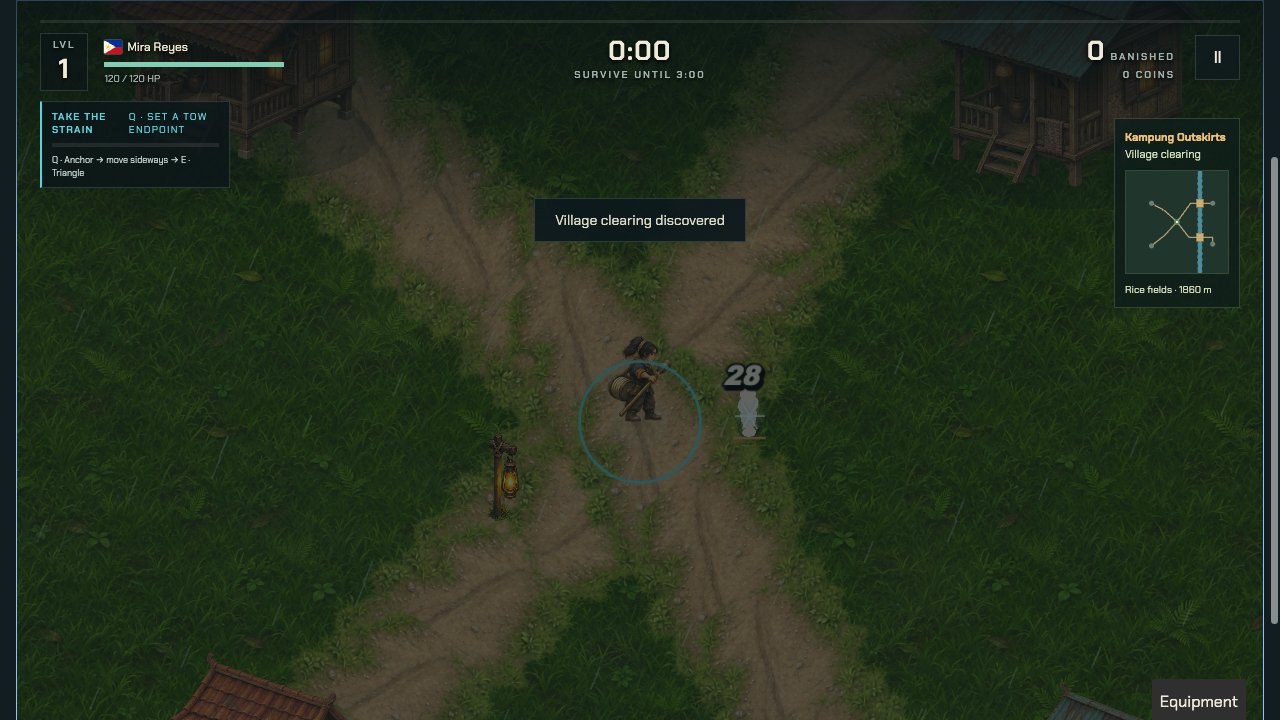 LVL
1
Mira Reyes
120 / 120 HP
0:00
SURVIVE UNTIL 3:00
0 BANISHED
0 COINS
II
TAKE THE STRAIN
Q · SET A TOW ENDPOINT
Q · Anchor → move sideways → E ·
Triangle
Kampung Outskirts
Village clearing
Rice fields · 1860 m
Village clearing discovered
28
Equipment